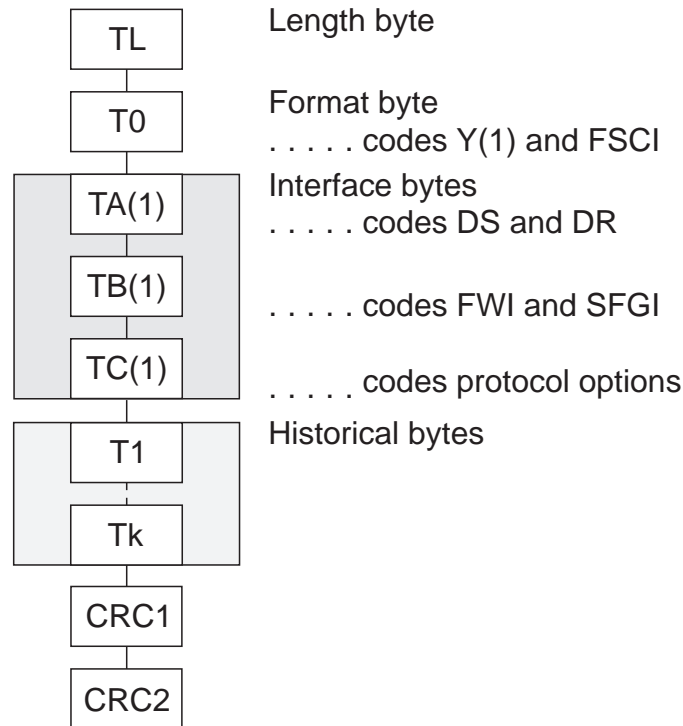 TL Length byte
T0 Format byte
. . . . . codes Y(1) and FSCI
TA(1) Interface bytes
. . . . . codes DS and DR
TB(1) . . . . . codes FWI and SFGI
TC(1) . . . . . codes protocol options
T1 Historical bytes
Tk
CRC1
CRC2